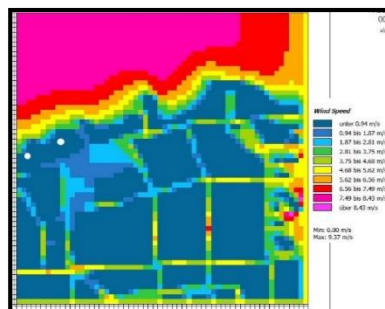 00
Wind Speed
unter 0.94 m/s
0.94 bis 1.87 m/s
1.87 bis 2.81 m/s
2.81 bis 3.75 m/s
3.75 bis 4.68 m/s
4.68 bis 5.62 m/s
5.62 bis 6.56 m/s
6.56 bis 7.49 m/s
7.49 bis 8.43 m/s
über 8.43 m/s
Min: 0.00 m/s
Max: 9.37 m/s